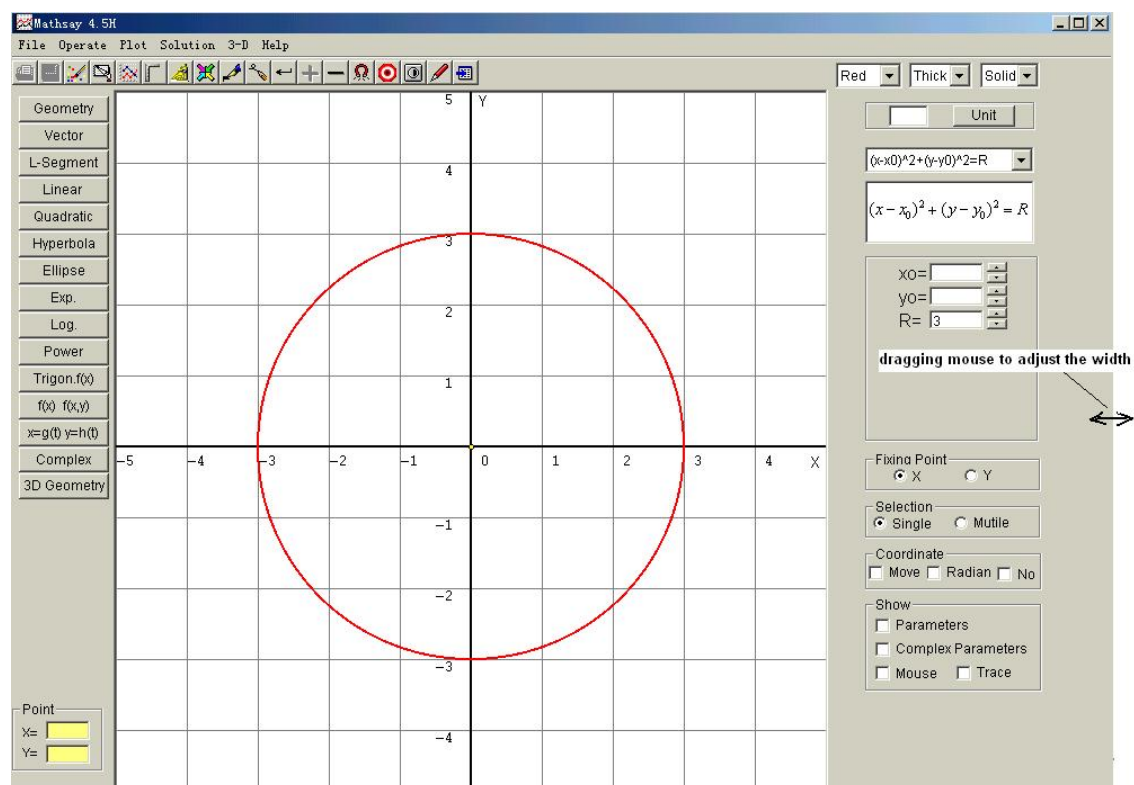 Mathsay 4.5H
File Operate Plot Solution 3-D Help
Red Thick Solid
Unit
(x-x0)^2+(y-y0)^2=R
(x − x₀)² + (y − y₀)² = R
xo=
yo=
R= 3
dragging mouse to adjust the width
Fixing Point
X Y
Selection
Single Mutile
Coordinate
Move Radian No
Show
Parameters
Complex Parameters
Mouse Trace
Geometry
Vector
L-Segment
Linear
Quadratic
Hyperbola
Ellipse
Exp.
Log.
Power
Trigon.f(x)
f(x) f(x,y)
x=g(t) y=h(t)
Complex
3D Geometry
Point
X=
Y=
5 Y
4
3
2
1
-5 -4 -3 -2 -1 0 1 2 3 4 X
-1
-2
-3
-4